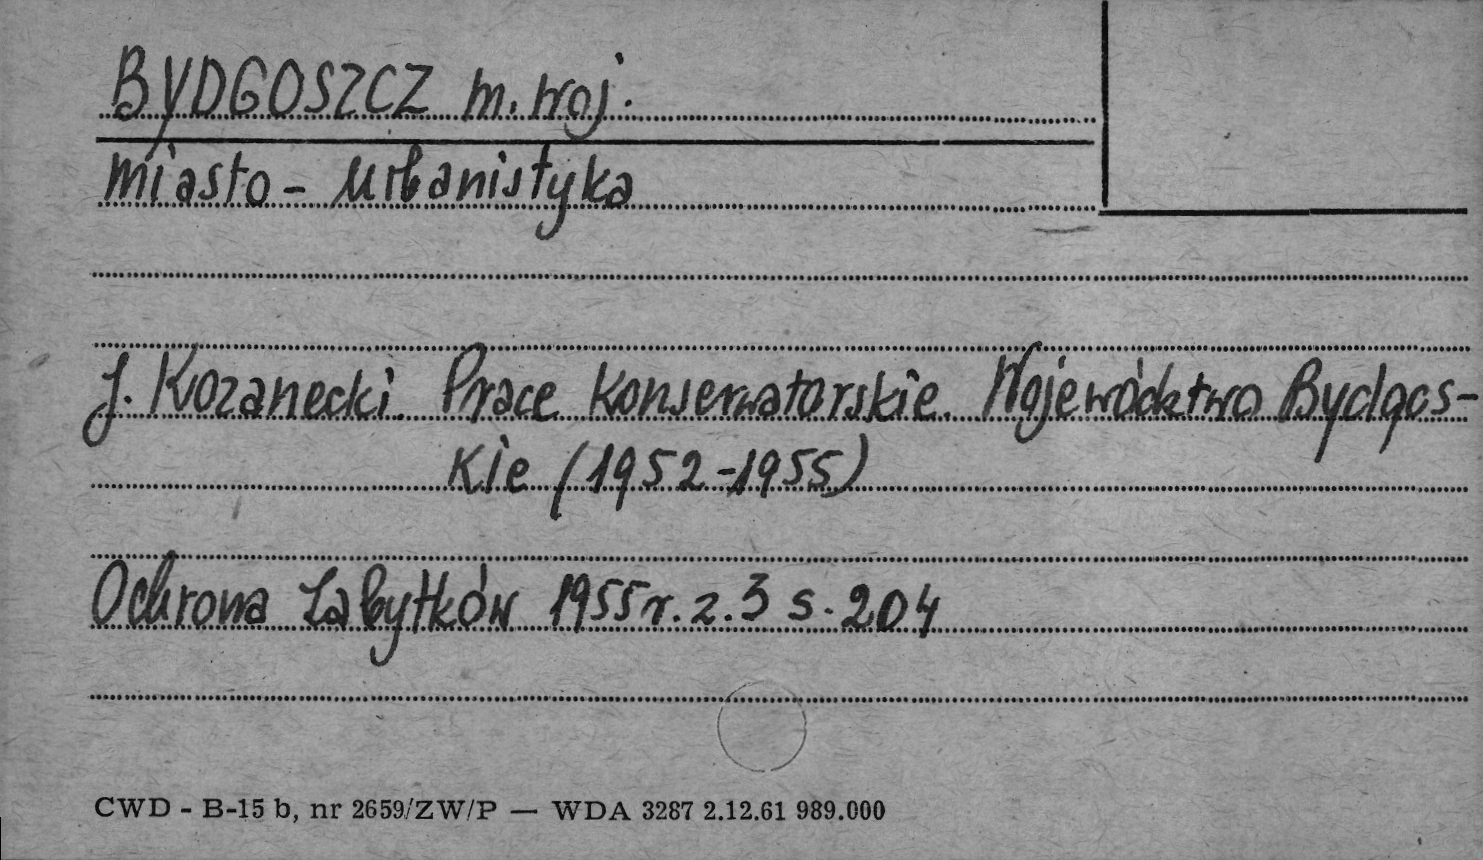 BYDGOSZCZ m. woj.
miasto - urbanistyka
J. Kozanecki. Prace konserwatorskie. Województwo Bydgos-
kie (1952-1955)
Ochrona Zabytków 1955 r. z. 3 s. 204
CWD - B-15 b, nr 2659/ZW/P — WDA 3287 2.12.61 989.000